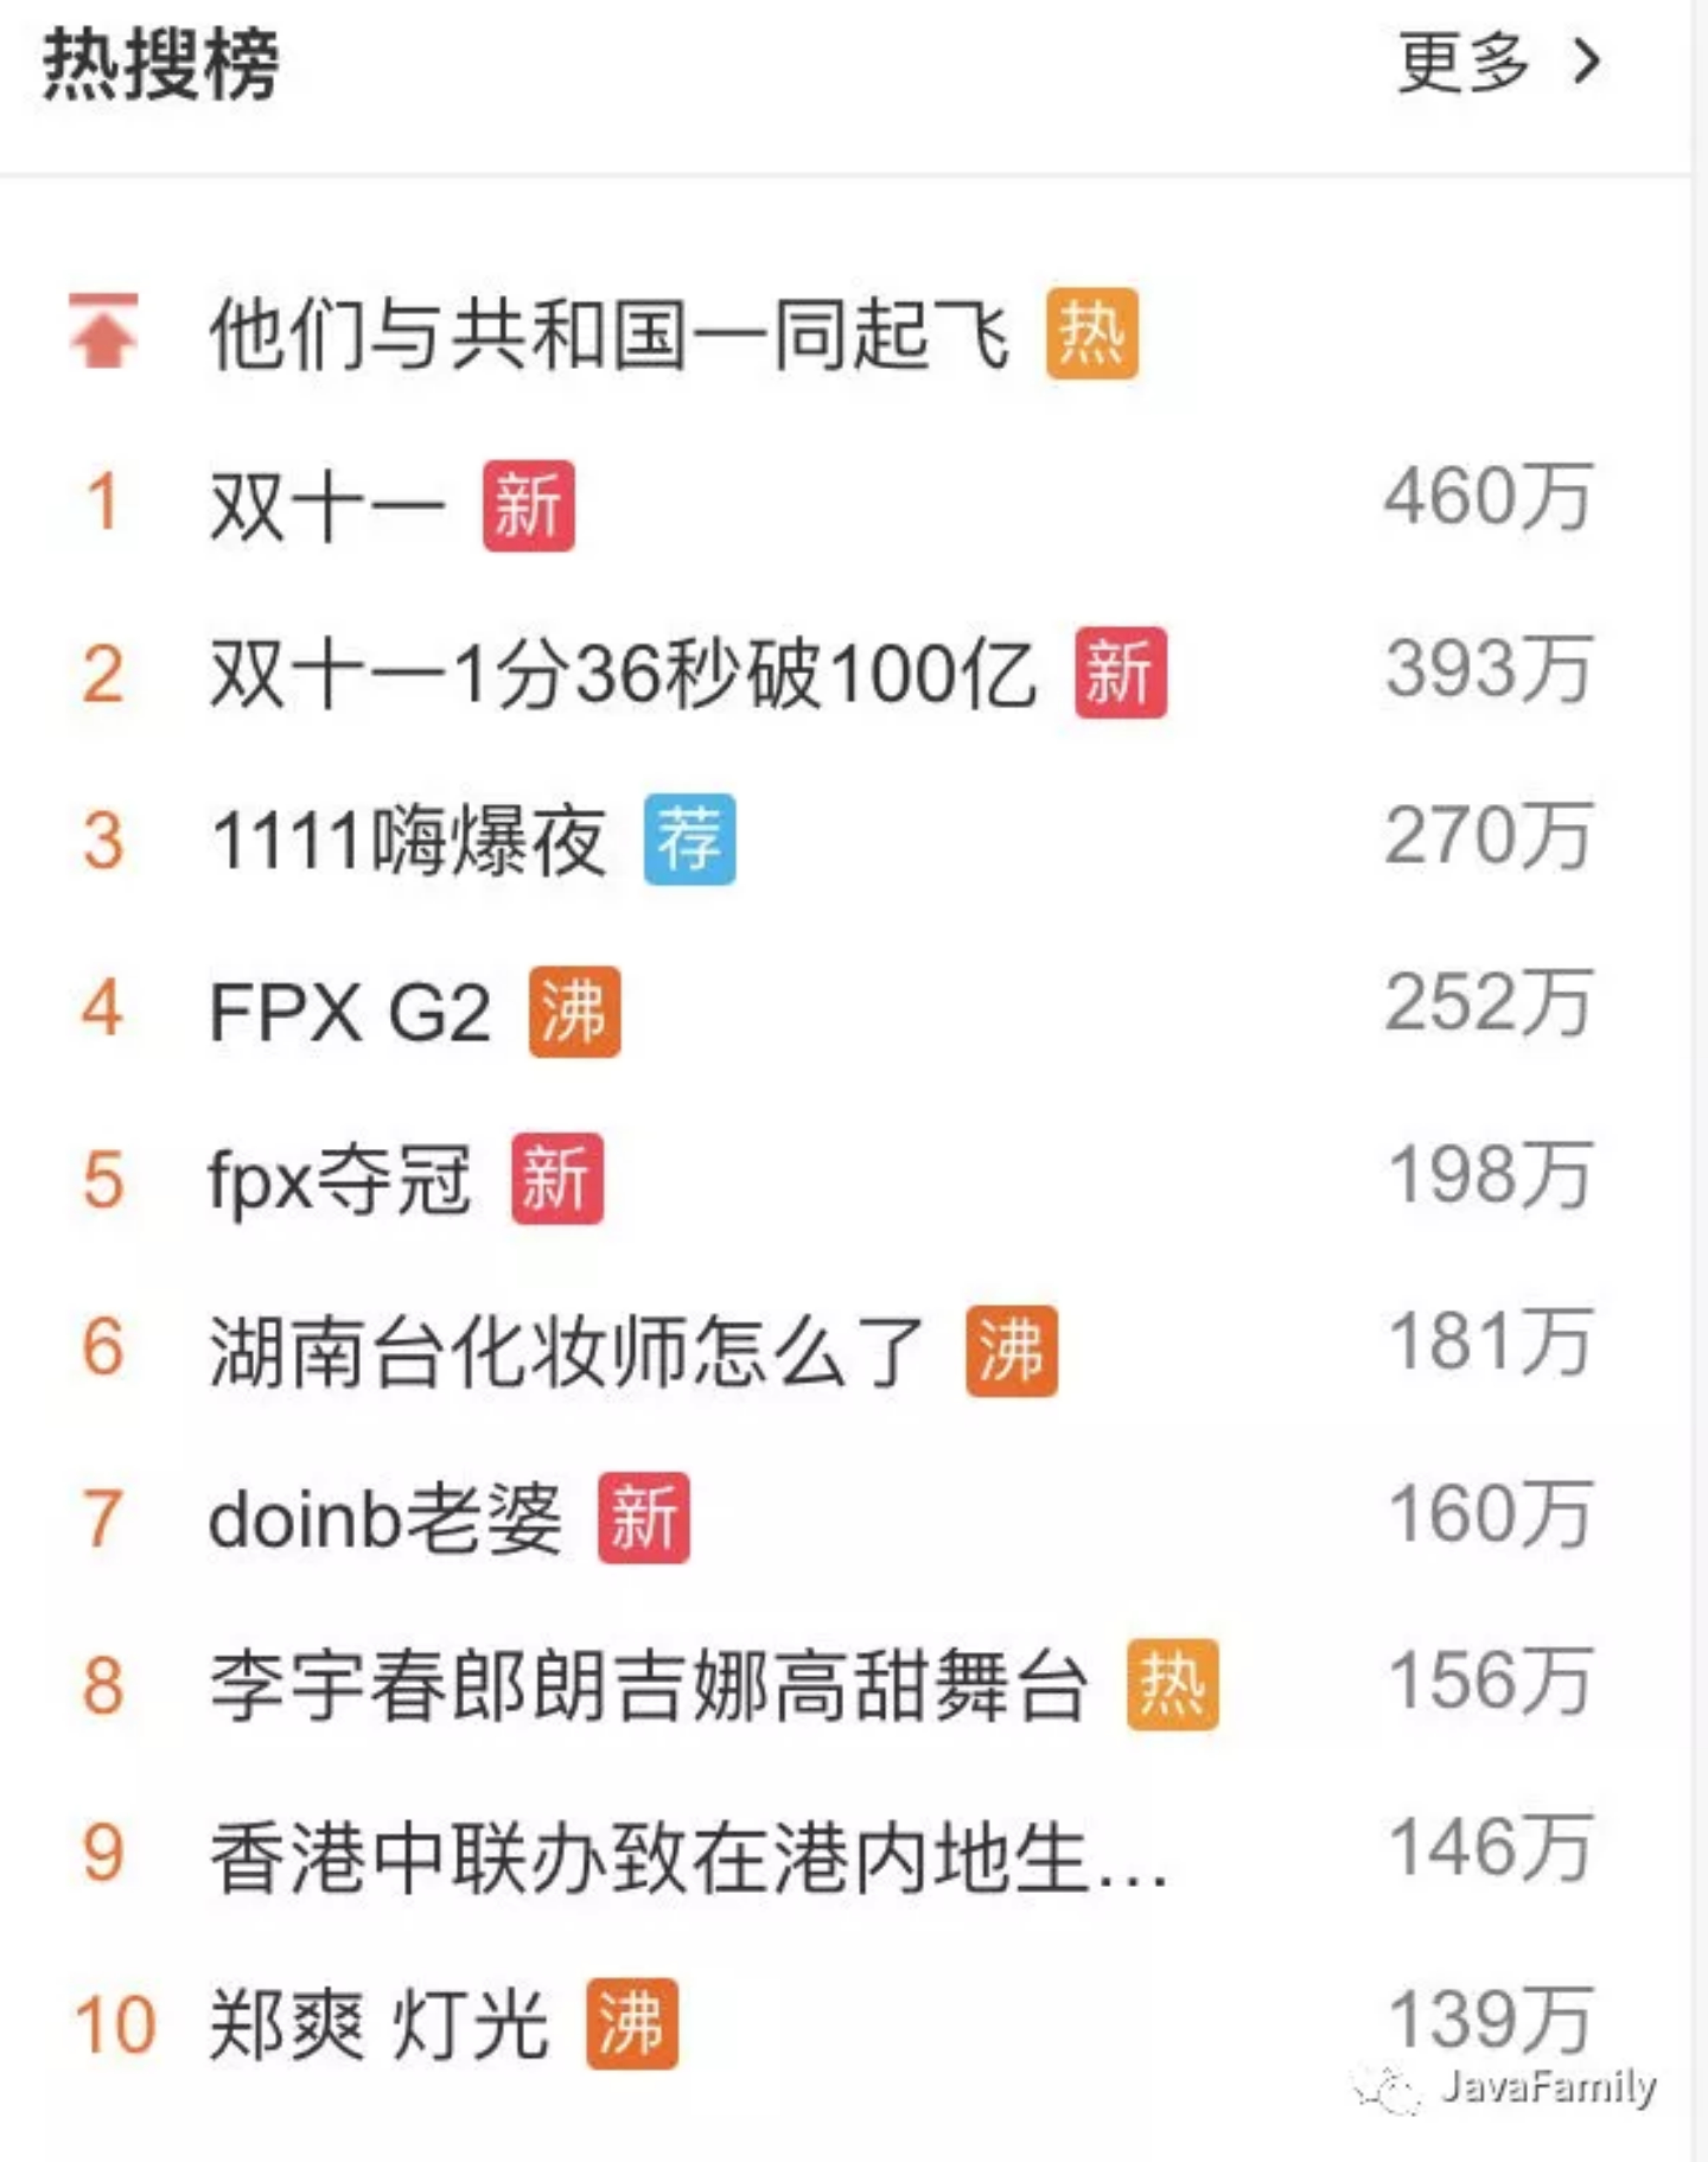 热搜榜 更多 >
他们与共和国一同起飞 热
1 双十一 新 460万
2 双十一1分36秒破100亿 新 393万
3 1111嗨爆夜 荐 270万
4 FPX G2 沸 252万
5 fpx夺冠 新 198万
6 湖南台化妆师怎么了 沸 181万
7 doinb老婆 新 160万
8 李宇春郎朗吉娜高甜舞台 热 156万
9 香港中联办致在港内地生... 146万
10 郑爽 灯光 沸 139万
JavaFamily